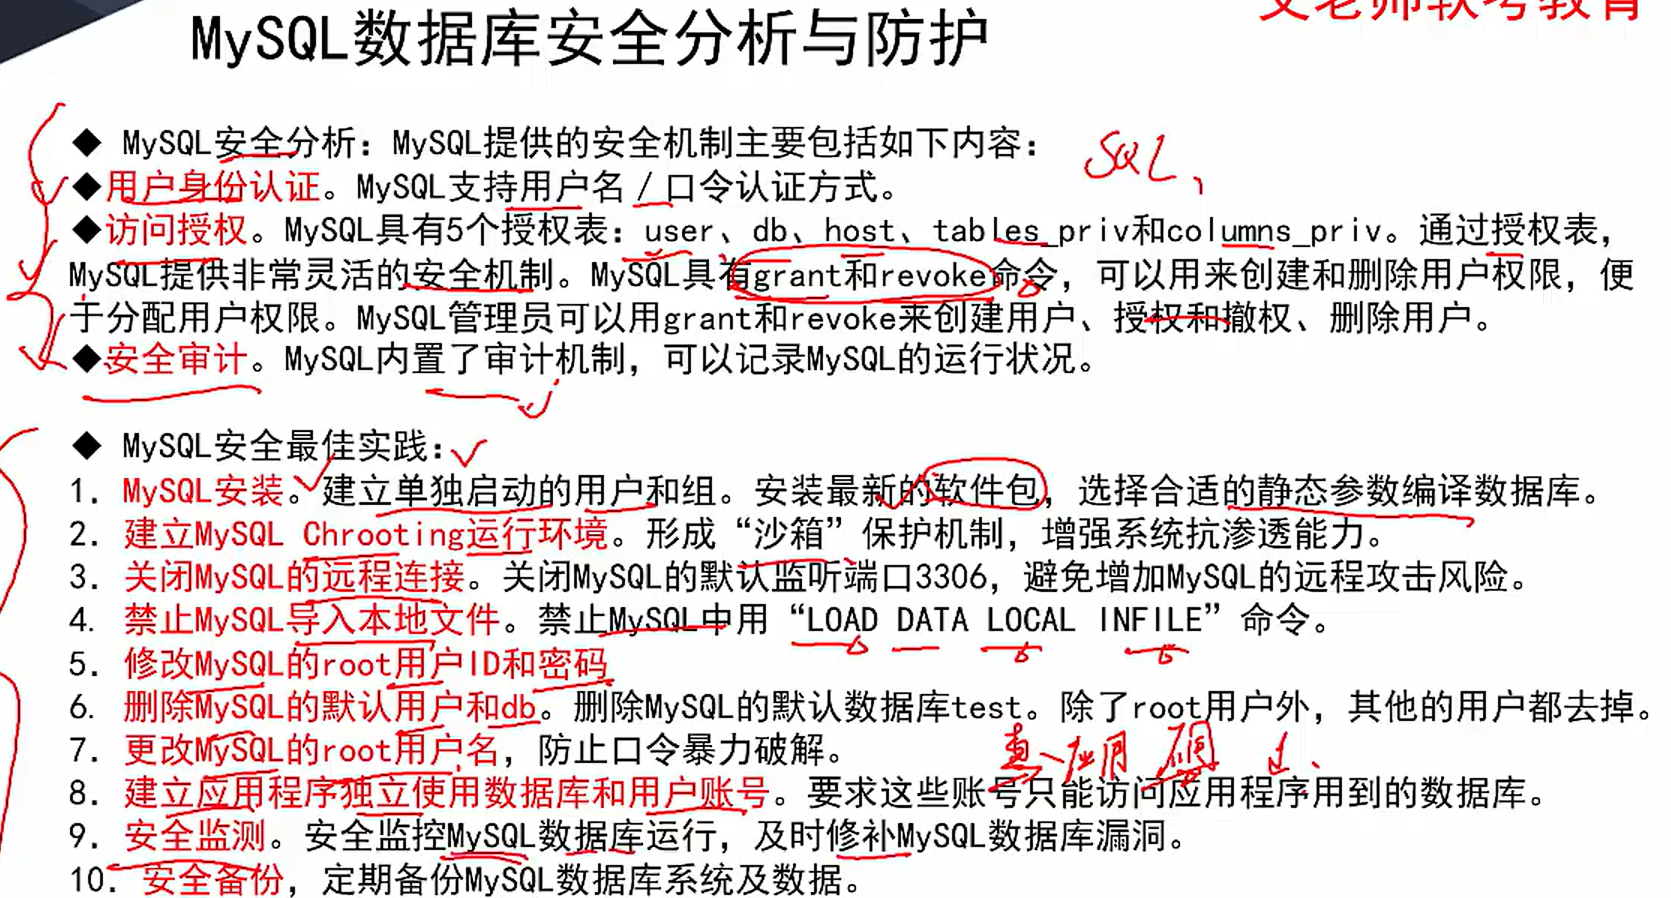 老师软考教育
MySQL数据库安全分析与防护
◆ MySQL安全分析：MySQL提供的安全机制主要包括如下内容：
SQL、
◆用户身份认证。MySQL支持用户名／口令认证方式。
◆访问授权。MySQL具有5个授权表：user、db、host、tables_priv和columns_priv。通过授权表，
MySQL提供非常灵活的安全机制。MySQL具有grant和revoke命令，可以用来创建和删除用户权限，便
于分配用户权限。MySQL管理员可以用grant和revoke来创建用户、授权和撤权、删除用户。
◆安全审计。MySQL内置了审计机制，可以记录MySQL的运行状况。
◆ MySQL安全最佳实践：
1. MySQL安装。建立单独启动的用户和组。安装最新的软件包，选择合适的静态参数编译数据库。
2. 建立MySQL Chrooting运行环境。形成“沙箱”保护机制，增强系统抗渗透能力。
3. 关闭MySQL的远程连接。关闭MySQL的默认监听端口3306，避免增加MySQL的远程攻击风险。
4. 禁止MySQL导入本地文件。禁止MySQL中用“LOAD DATA LOCAL INFILE”命令。
5. 修改MySQL的root用户ID和密码
6. 删除MySQL的默认用户和db。删除MySQL的默认数据库test。除了root用户外，其他的用户都去掉。
7. 更改MySQL的root用户名，防止口令暴力破解。
应用
8. 建立应用程序独立使用数据库和用户账号。要求这些账号只能访问应用程序用到的数据库。
9. 安全监测。安全监控MySQL数据库运行，及时修补MySQL数据库漏洞。
10. 安全备份，定期备份MySQL数据库系统及数据。